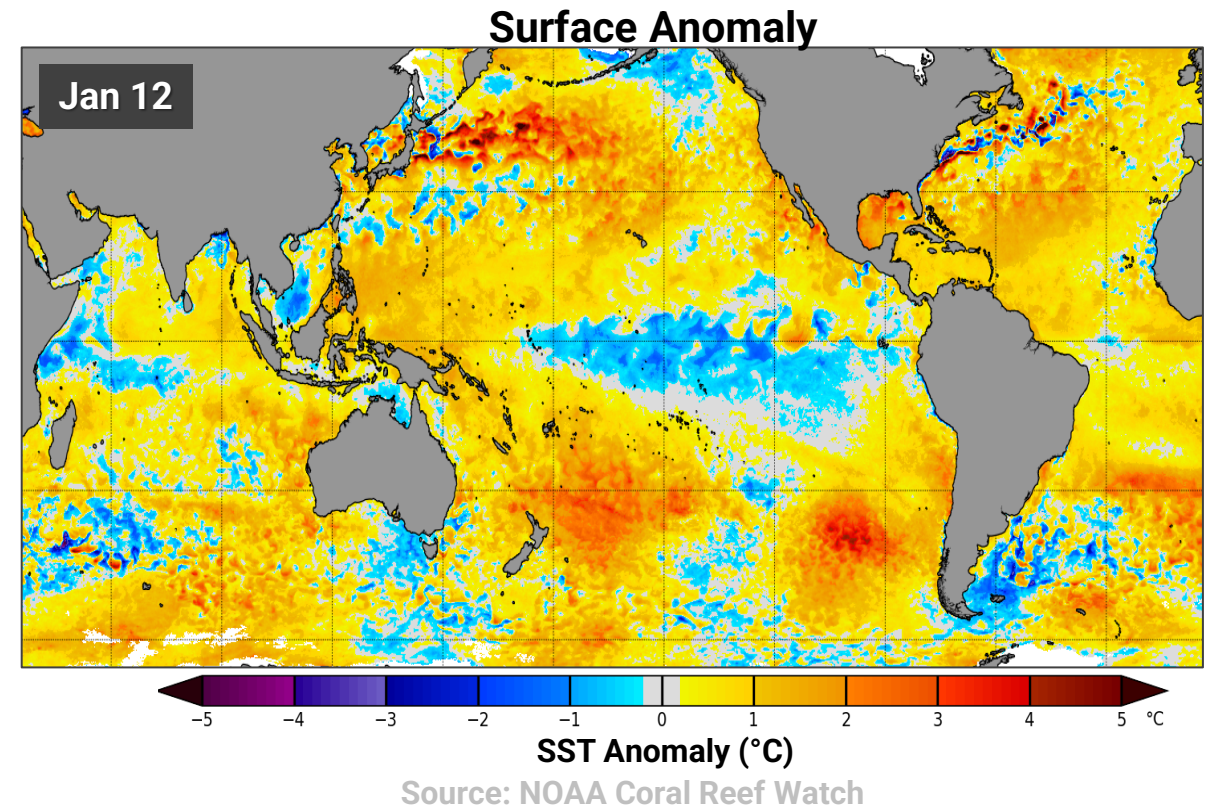 Surface Anomaly
Jan 12
−5 −4 −3 −2 −1 0 1 2 3 4 5 °C
SST Anomaly (°C)
Source: NOAA Coral Reef Watch